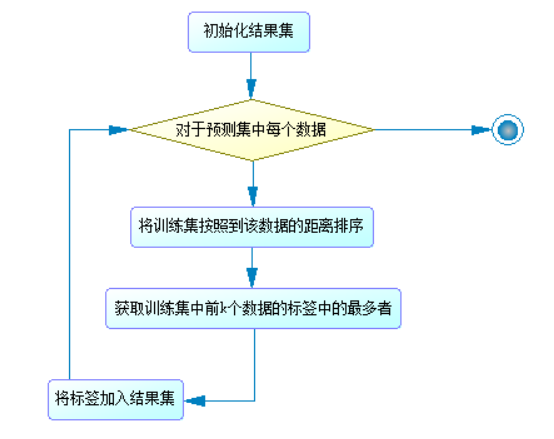 初始化结果集
对于预测集中每个数据
将训练集按照到该数据的距离排序
获取训练集中前k个数据的标签中的最多者
将标签加入结果集